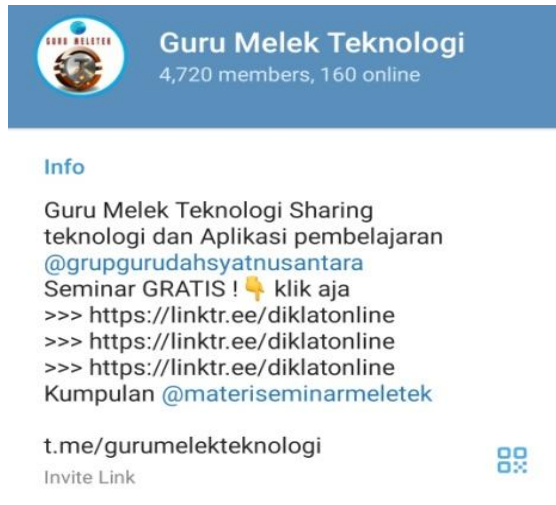 GURU MELETEK
Guru Melek Teknologi
4,720 members, 160 online
Info
Guru Melek Teknologi Sharing
teknologi dan Aplikasi pembelajaran
@grupgurudahsyatnusantara
Seminar GRATIS ! 👇 klik aja
>>> https://linktr.ee/diklatonline
>>> https://linktr.ee/diklatonline
>>> https://linktr.ee/diklatonline
Kumpulan @materiseminarmeletek
t.me/gurumelekteknologi
Invite Link